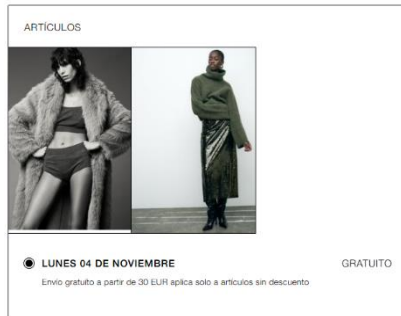 ARTÍCULOS
LUNES 04 DE NOVIEMBRE GRATUITO
Envío gratuito a partir de 30 EUR aplica solo a artículos sin descuento